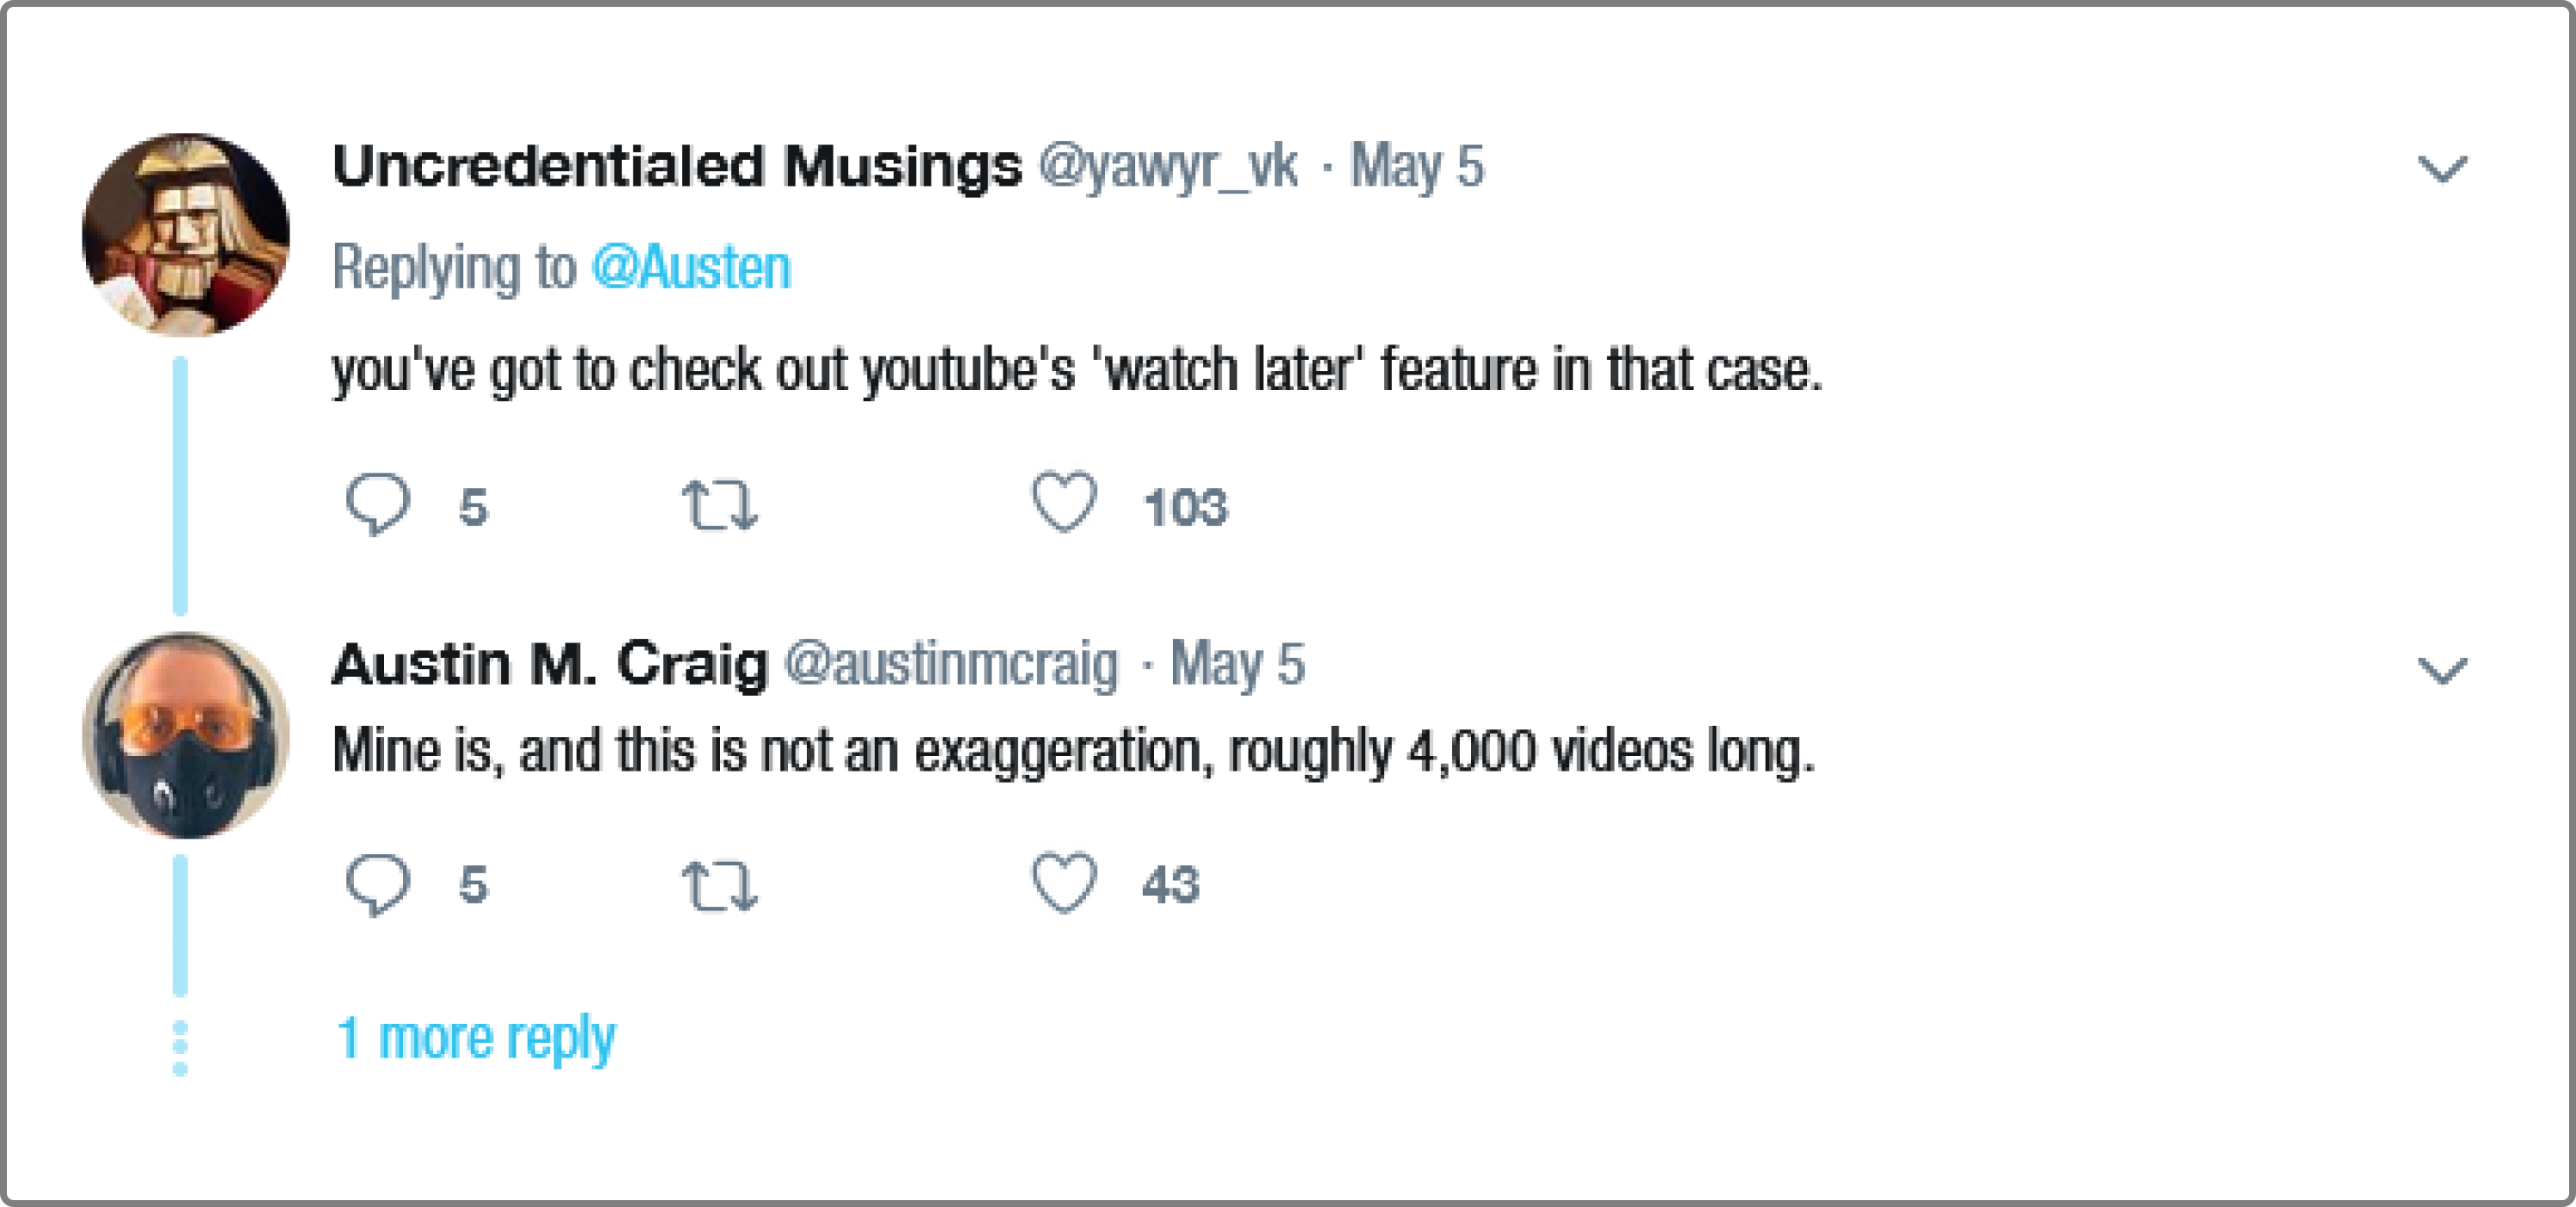 Uncredentialed Musings @yawyr_vk · May 5
Replying to @Austen
you've got to check out youtube's 'watch later' feature in that case.
5 103
Austin M. Craig @austinmcraig · May 5
Mine is, and this is not an exaggeration, roughly 4,000 videos long.
5 43
1 more reply